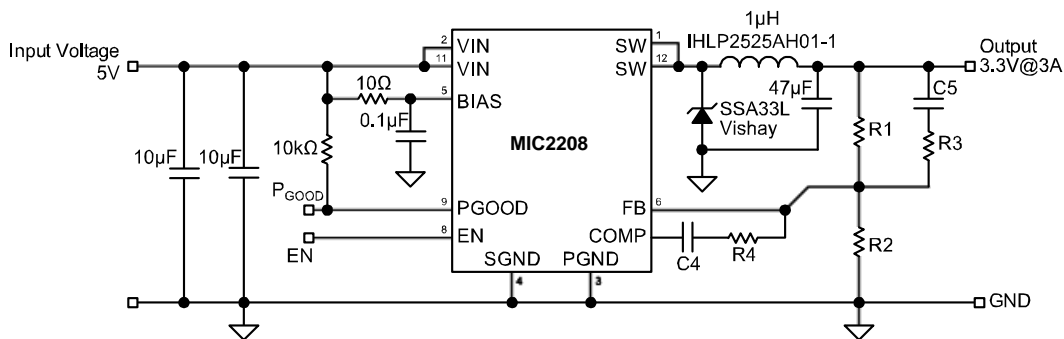 1µH
IHLP2525AH01-1
Input Voltage
5V
2
VIN
11
VIN
SW
1
SW
12
Output
3.3V@3A
10Ω
5
BIAS
0.1µF
47µF
C5
SSA33L
Vishay
R1
R3
MIC2208
10µF
10µF
10kΩ
PGOOD
9
PGOOD
FB
6
8
EN
EN
COMP
C4
R4
R2
SGND
PGND
4
3
GND